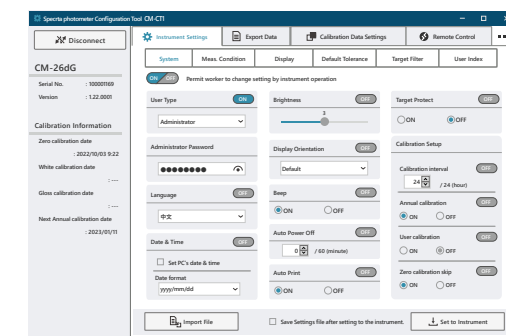 Specrta photometer Configuration Tool CM-CT1
Disconnect
CM-26dG
Serial No. : 100001169
Version : 1.22.0001
Calibration Information
Zero calibration date
: 2022/10/03 9:22
White calibration date
: ---
Gloss calibration date
: ---
Next Annual calibration date
: 2023/01/11
Instrument Settings
Export Data
Calibration Data Settings
Remote Control
System
Meas. Condition
Display
Default Tolerance
Target Filter
User Index
ON OFF Permit worker to change setting by instrument operation
User Type ON
Administrator
Administrator Password
Language OFF
中文
Date & Time OFF
Set PC's date & time
Date format
yyyy/mm/dd
Brightness OFF
3
Display Orientation OFF
Default
Beep OFF
ON OFF
Auto Power Off OFF
0 / 60 (minute)
Auto Print OFF
ON OFF
Target Protect OFF
ON OFF
Calibration Setup
Calibration interval OFF
24 / 24 (hour)
Annual calibration OFF
ON OFF
User calibration OFF
ON OFF
Zero calibration skip OFF
ON OFF
Import File
Save Settings file after setting to the instrument.
Set to Instrument